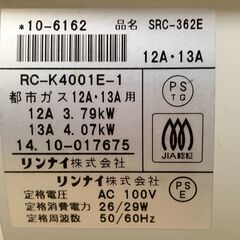 *10-6162 品名 SRC-362E
12A・13A
RC-K4001E-1
都市ガス12A・13A用
12A 3.79kW
13A 4.07kW
14.10-017675
リンナイ株式会社
PS
TG
JIA認証
リンナイ株式会社
定格電圧 AC 100V
定格消費電力 26/29W
定格周波数 50/60Hz
PS
E